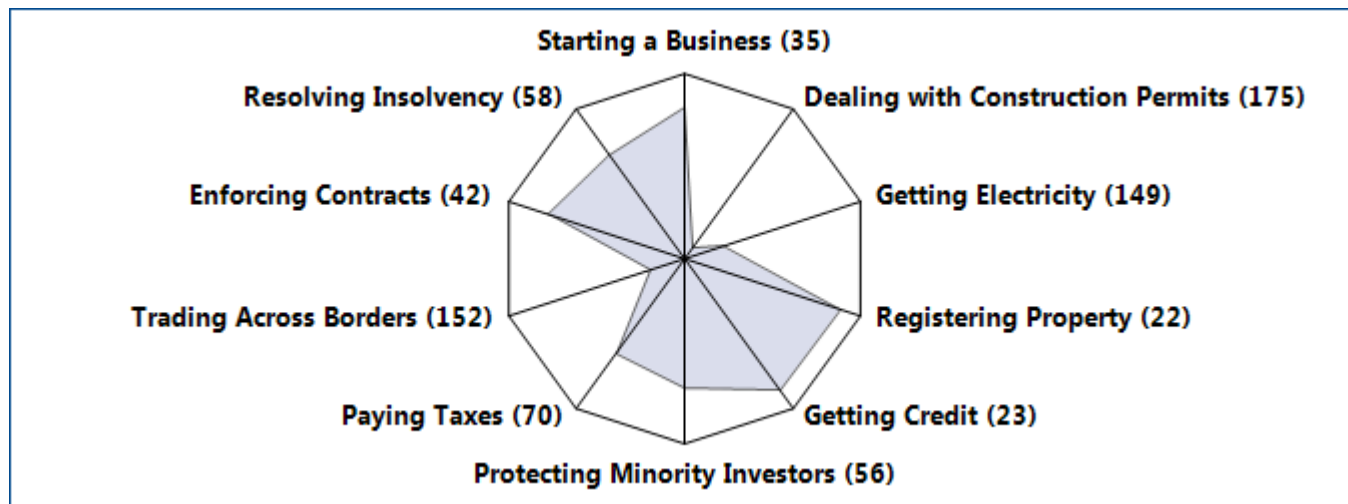 Starting a Business (35)
Resolving Insolvency (58)
Dealing with Construction Permits (175)
Enforcing Contracts (42)
Getting Electricity (149)
Trading Across Borders (152)
Registering Property (22)
Paying Taxes (70)
Getting Credit (23)
Protecting Minority Investors (56)